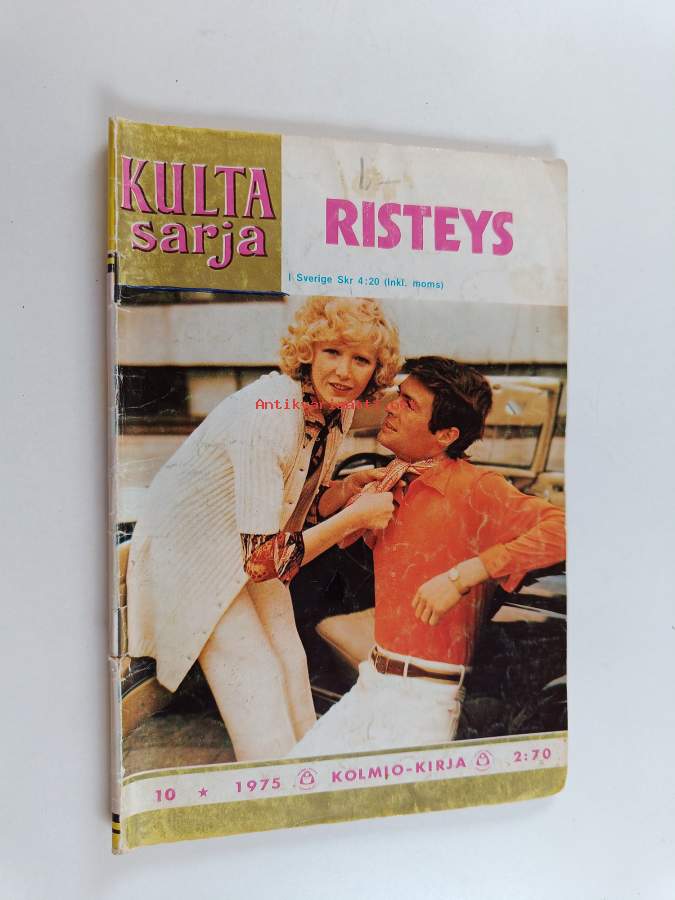 KULTA
sarja
RISTEYS
I Sverige Skr 4:20 (inkl. moms)
10 ★ 1975 KOLMIO-KIRJA 2:70